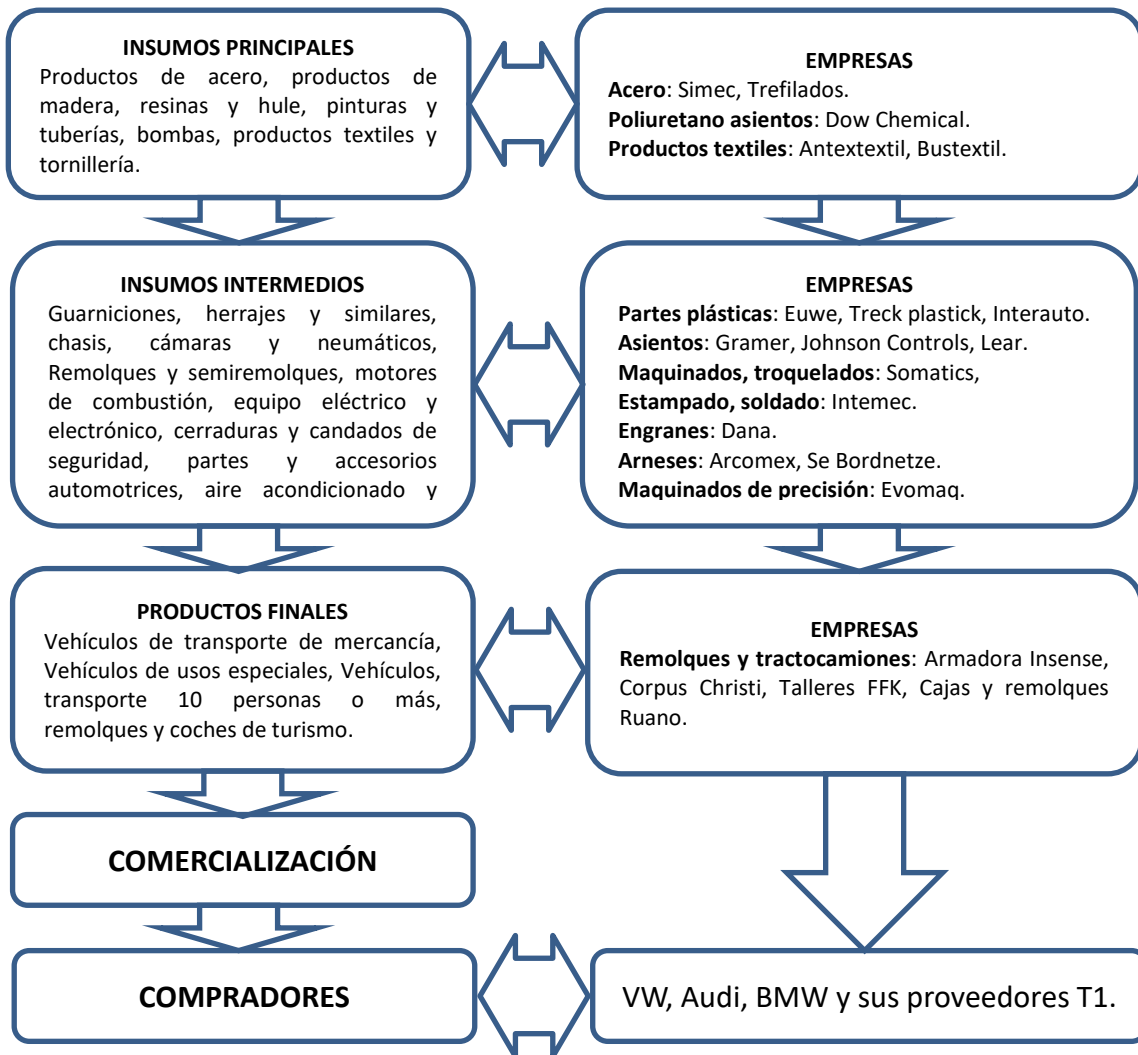 INSUMOS PRINCIPALES
Productos de acero, productos de
madera, resinas y hule, pinturas y
tuberías, bombas, productos textiles y
tornillería.
EMPRESAS
Acero: Simec, Trefilados.
Poliuretano asientos: Dow Chemical.
Productos textiles: Antextextil, Bustextil.
INSUMOS INTERMEDIOS
Guarniciones, herrajes y similares,
chasis, cámaras y neumáticos,
Remolques y semiremolques, motores
de combustión, equipo eléctrico y
electrónico, cerraduras y candados de
seguridad, partes y accesorios
automotrices, aire acondicionado y
EMPRESAS
Partes plásticas: Euwe, Treck plastick, Interauto.
Asientos: Gramer, Johnson Controls, Lear.
Maquinados, troquelados: Somatics,
Estampado, soldado: Intemec.
Engranes: Dana.
Arneses: Arcomex, Se Bordnetze.
Maquinados de precisión: Evomaq.
PRODUCTOS FINALES
Vehículos de transporte de mercancía,
Vehículos de usos especiales, Vehículos,
transporte 10 personas o más,
remolques y coches de turismo.
EMPRESAS
Remolques y tractocamiones: Armadora Insense,
Corpus Christi, Talleres FFK, Cajas y remolques
Ruano.
COMERCIALIZACIÓN
COMPRADORES
VW, Audi, BMW y sus proveedores T1.